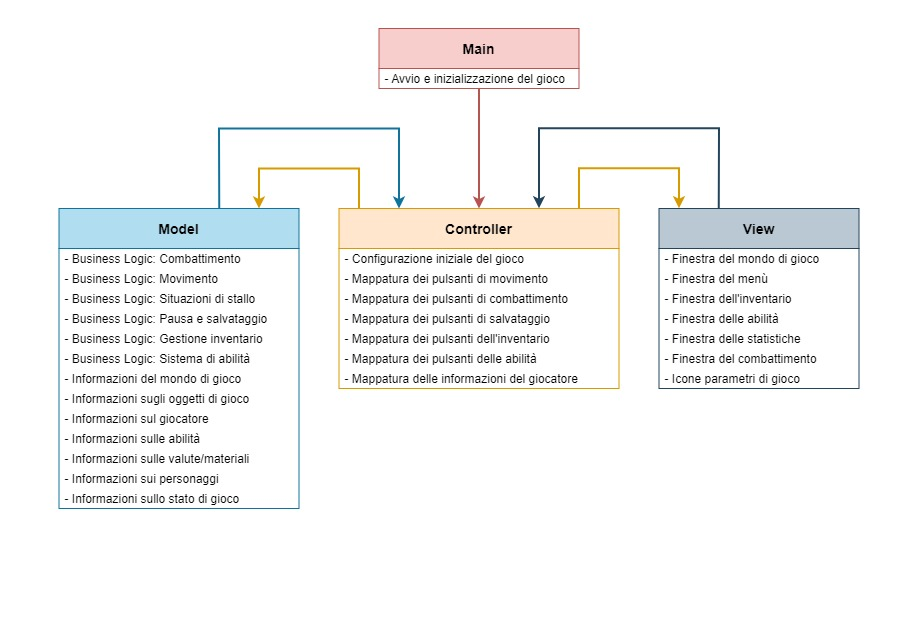 Main
- Avvio e inizializzazione del gioco
Model
- Business Logic: Combattimento
- Business Logic: Movimento
- Business Logic: Situazioni di stallo
- Business Logic: Pausa e salvataggio
- Business Logic: Gestione inventario
- Business Logic: Sistema di abilità
- Informazioni del mondo di gioco
- Informazioni sugli oggetti di gioco
- Informazioni sul giocatore
- Informazioni sulle abilità
- Informazioni sulle valute/materiali
- Informazioni sui personaggi
- Informazioni sullo stato di gioco
Controller
- Configurazione iniziale del gioco
- Mappatura dei pulsanti di movimento
- Mappatura dei pulsanti di combattimento
- Mappatura dei pulsanti di salvataggio
- Mappatura dei pulsanti dell'inventario
- Mappatura dei pulsanti delle abilità
- Mappatura delle informazioni del giocatore
View
- Finestra del mondo di gioco
- Finestra del menù
- Finestra dell'inventario
- Finestra delle abilità
- Finestra delle statistiche
- Finestra del combattimento
- Icone parametri di gioco